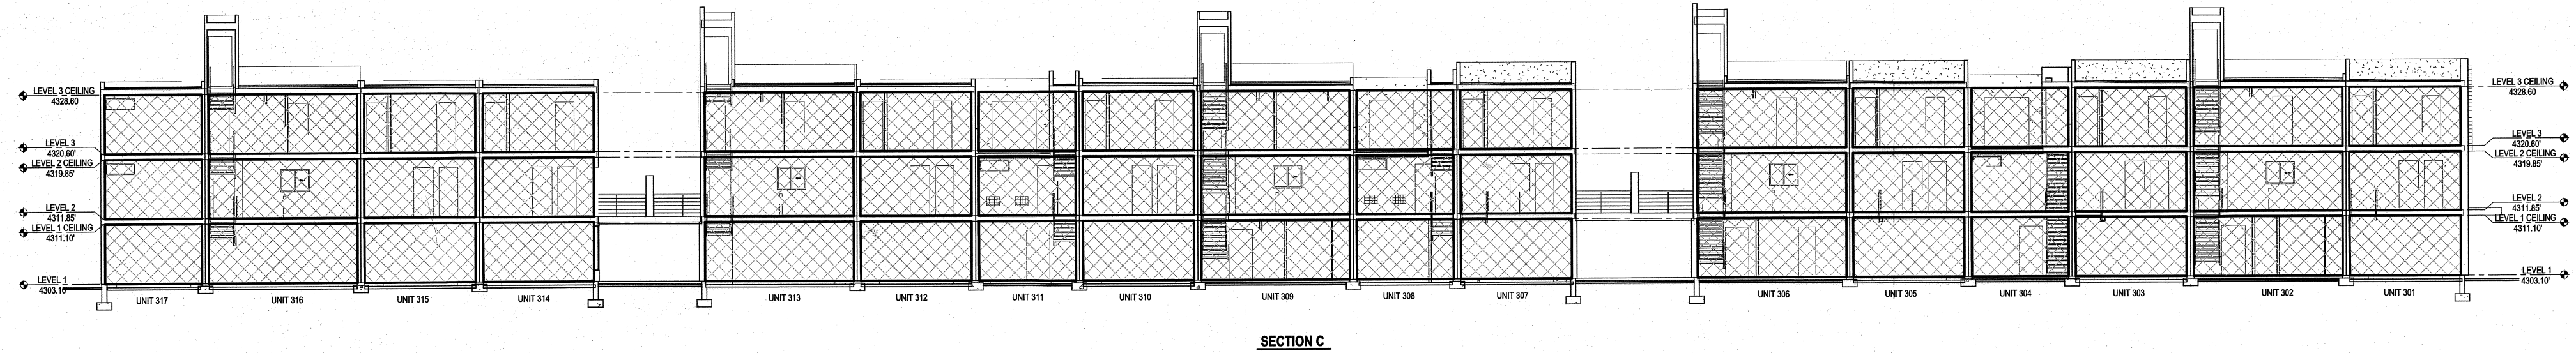 LEVEL 3 CEILING
4328.60
LEVEL 3
4320.60'
LEVEL 2 CEILING
4319.85'
LEVEL 2
4311.85'
LEVEL 1 CEILING
4311.10'
LEVEL 1
4303.10'
UNIT 317
UNIT 316
UNIT 315
UNIT 314
UNIT 313
UNIT 312
UNIT 311
UNIT 310
UNIT 309
UNIT 308
UNIT 307
UNIT 306
UNIT 305
UNIT 304
UNIT 303
UNIT 302
UNIT 301
LEVEL 3 CEILING
4328.60
LEVEL 3
4320.60'
LEVEL 2 CEILING
4319.85'
LEVEL 2
4311.85'
LEVEL 1 CEILING
4311.10'
LEVEL 1
4303.10'
SECTION C